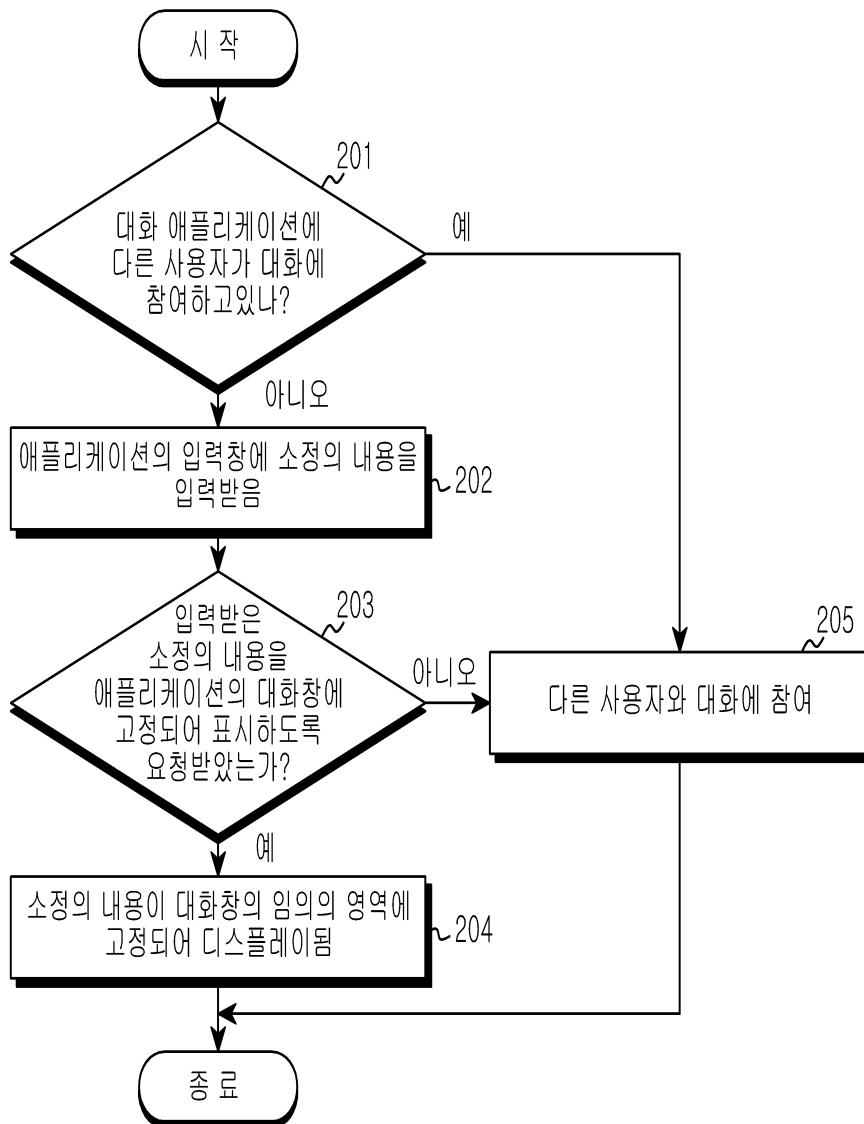 시 작
201
대화 애플리케이션에
다른 사용자가 대화에
참여하고있나?
예
아니오
애플리케이션의 입력창에 소정의 내용을
입력받음
202
203
입력받은
소정의 내용을
애플리케이션의 대화창에
고정되어 표시하도록
요청받았는가?
아니오
205
다른 사용자와 대화에 참여
예
소정의 내용이 대화창의 임의의 영역에
고정되어 디스플레이됨
204
종 료